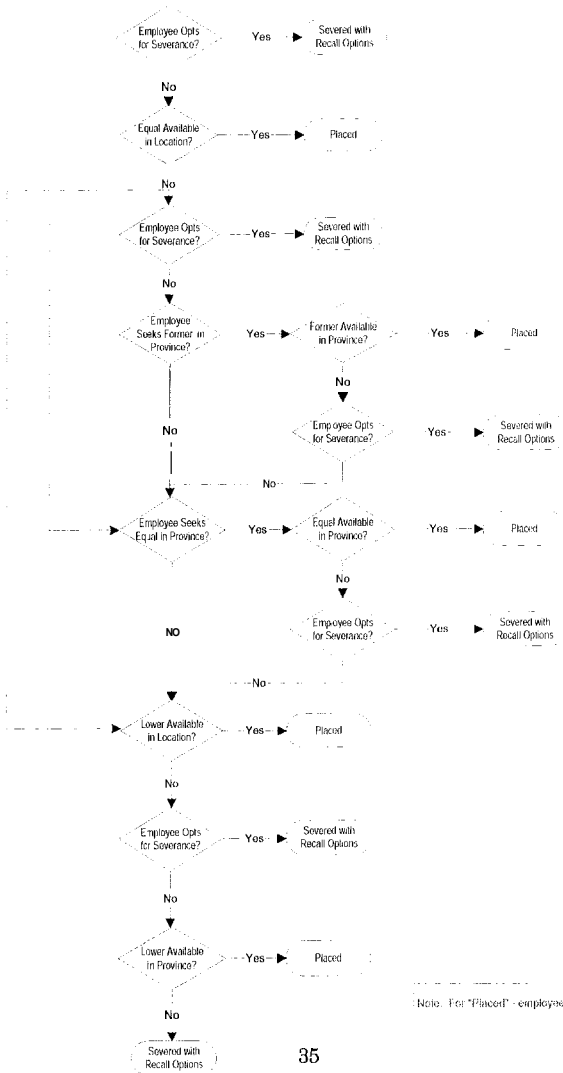 Employee Opts
for Severance?
Yes
Severed with
Recall Options
No
Equal Available
in Location?
Yes
Placed
No
Employee Opts
for Severance?
Yes
Severed with
Recall Options
No
Employee
Seeks Former in
Province?
Yes
Former Available
in Province?
Yes
Placed
No
No
Employee Opts
for Severance?
Yes
Severed with
Recall Options
No
Employee Seeks
Equal in Province?
Yes
Equal Available
in Province?
Yes
Placed
No
NO
Employee Opts
for Severance?
Yes
Severed with
Recall Options
No
Lower Available
in Location?
Yes
Placed
No
Employee Opts
for Severance?
Yes
Severed with
Recall Options
No
Lower Available
in Province?
Yes
Placed
No
Note: For "Placed" - employee
Severed with
Recall Options
35